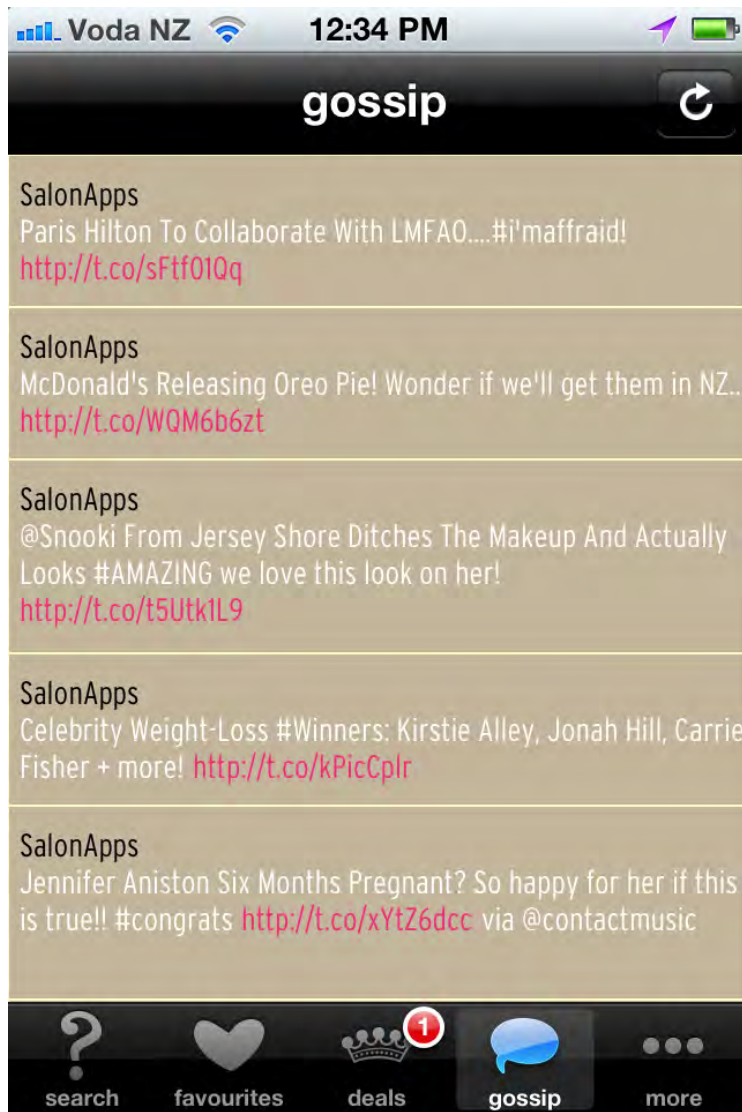 Voda NZ 12:34 PM
gossip
SalonApps
Paris Hilton To Collaborate With LMFAO....#i'maffraid!
http://t.co/sFtf01Qq
SalonApps
McDonald's Releasing Oreo Pie! Wonder if we'll get them in NZ..
http://t.co/WQM6b6zt
SalonApps
@Snooki From Jersey Shore Ditches The Makeup And Actually
Looks #AMAZING we love this look on her!
http://t.co/t5Utk1L9
SalonApps
Celebrity Weight-Loss #Winners: Kirstie Alley, Jonah Hill, Carrie
Fisher + more! http://t.co/kPicCplr
SalonApps
Jennifer Aniston Six Months Pregnant? So happy for her if this
is true!! #congrats http://t.co/xYtZ6dcc via @contactmusic
1
search favourites deals gossip more